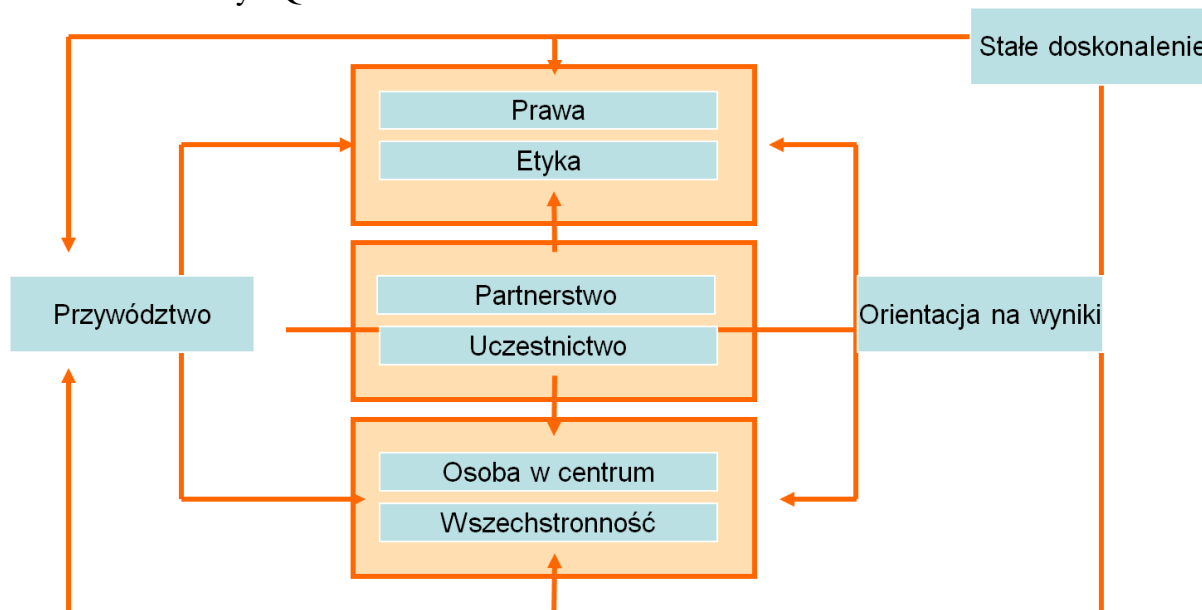 Stałe doskonalenie
Prawa
Etyka
Przywództwo
Partnerstwo
Uczestnictwo
Orientacja na wyniki
Osoba w centrum
Wszechstronność